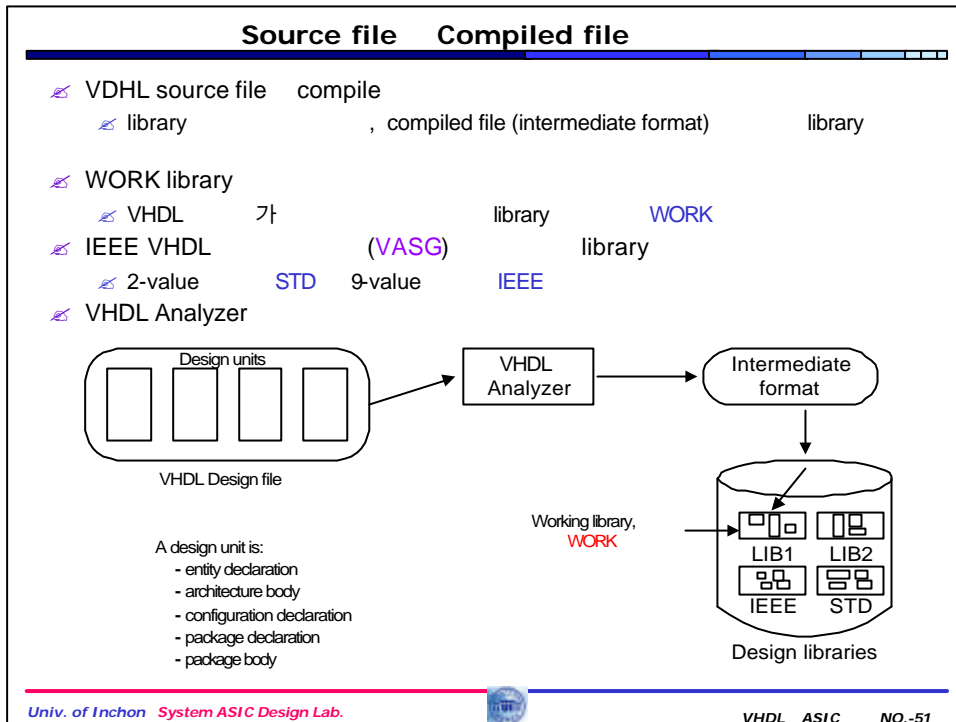 Source file Compiled file
VDHL source file compile
library , compiled file (intermediate format) library
WORK library
VHDL 가 library WORK
IEEE VHDL (VASG) library
2-value STD 9-value IEEE
VHDL Analyzer
Design units
VHDL
Analyzer
Intermediate
format
VHDL Design file
Working library,
WORK
LIB1 LIB2
IEEE STD
Design libraries
A design unit is:
- entity declaration
- architecture body
- configuration declaration
- package declaration
- package body
Univ. of Inchon System ASIC Design Lab.
VHDL ASIC NO.-51